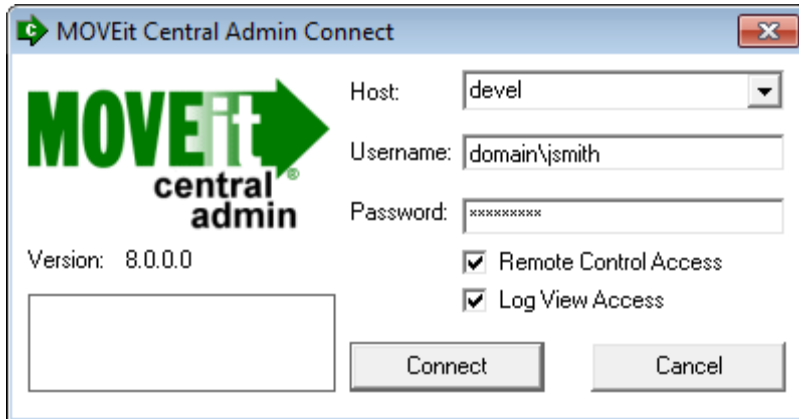 MOVEit Central Admin Connect
MOVEit®
central
admin
Version: 8.0.0.0
Host: devel
Username: domain\jsmith
Password: *********
Remote Control Access
Log View Access
Connect Cancel